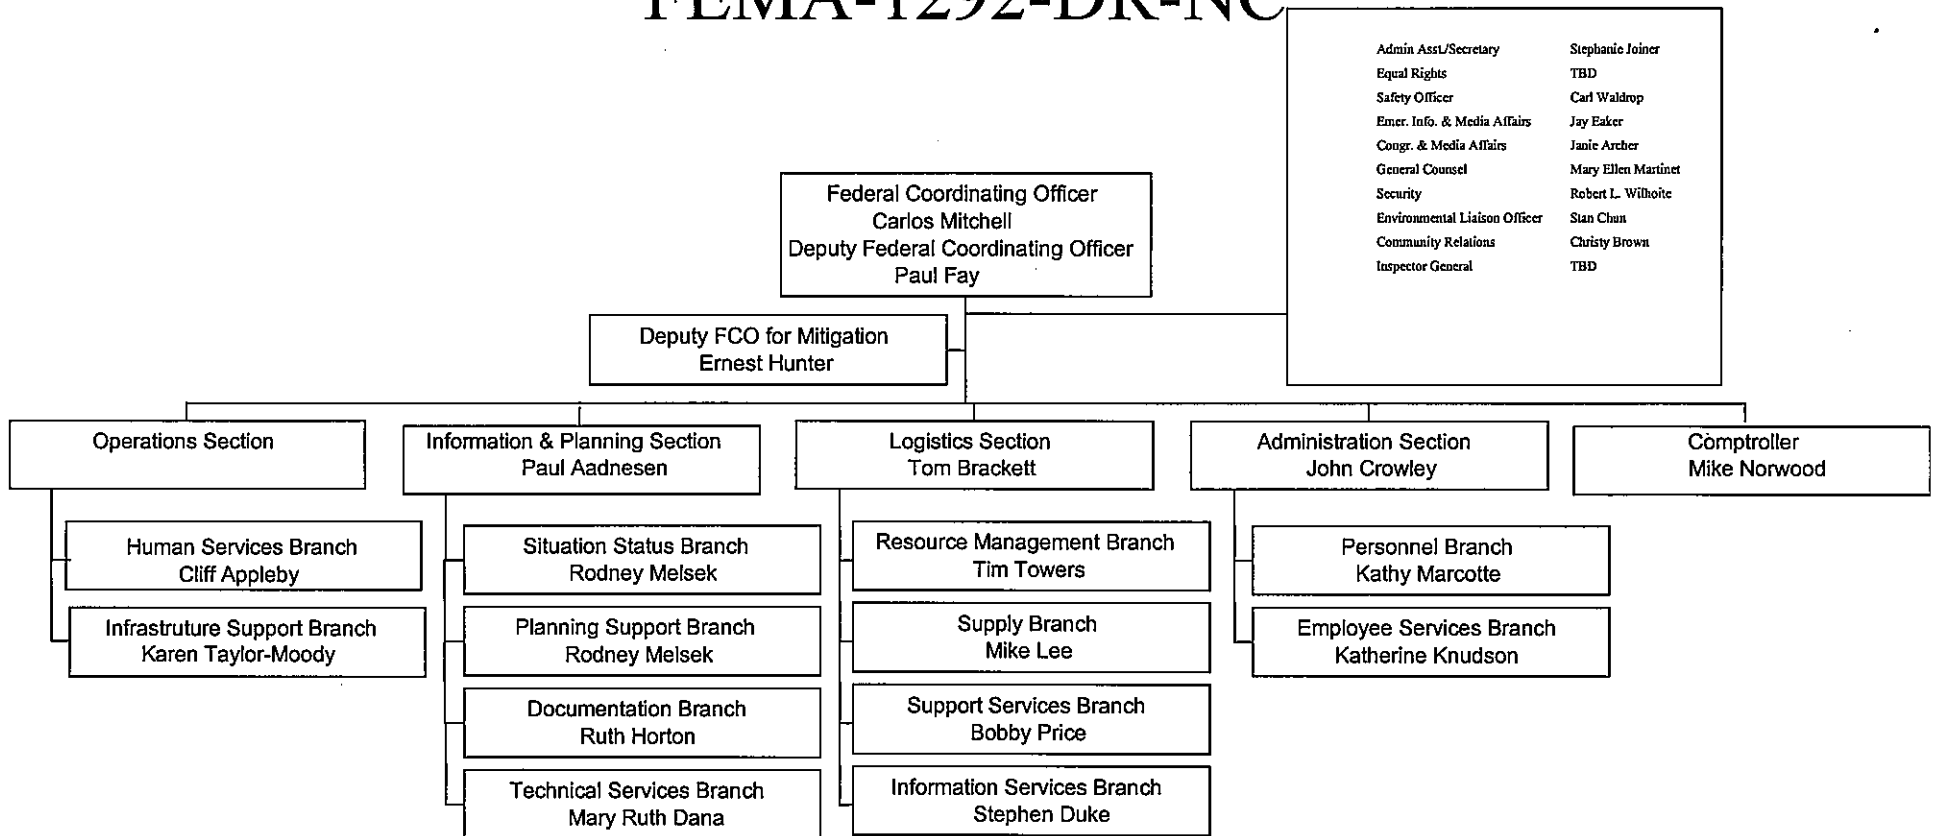 FEMA-1292-DR-NC
Admin Asst./Secretary Stephanie Joiner
Equal Rights TBD
Safety Officer Carl Waldrop
Emer. Info. & Media Affairs Jay Eaker
Congr. & Media Affairs Janie Archer
General Counsel Mary Ellen Martinet
Security Robert L. Wilhoite
Environmental Liaison Officer Stan Chun
Community Relations Christy Brown
Inspector General TBD
Federal Coordinating Officer
Carlos Mitchell
Deputy Federal Coordinating Officer
Paul Fay
Deputy FCO for Mitigation
Ernest Hunter
Operations Section
Information & Planning Section
Paul Aadnesen
Logistics Section
Tom Brackett
Administration Section
John Crowley
Comptroller
Mike Norwood
Human Services Branch
Cliff Appleby
Infrastruture Support Branch
Karen Taylor-Moody
Situation Status Branch
Rodney Melsek
Planning Support Branch
Rodney Melsek
Documentation Branch
Ruth Horton
Technical Services Branch
Mary Ruth Dana
Resource Management Branch
Tim Towers
Supply Branch
Mike Lee
Support Services Branch
Bobby Price
Information Services Branch
Stephen Duke
Personnel Branch
Kathy Marcotte
Employee Services Branch
Katherine Knudson